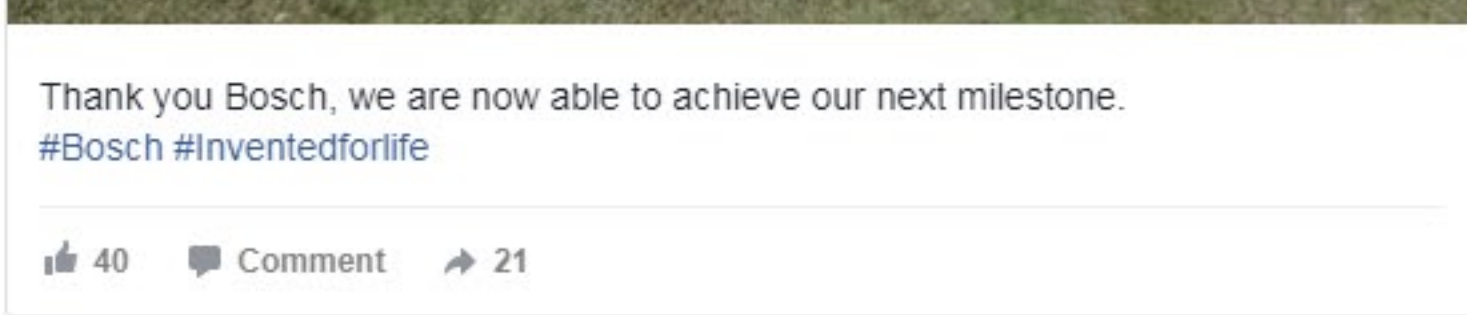 Thank you Bosch, we are now able to achieve our next milestone.
#Bosch #Inventedforlife
40 Comment 21